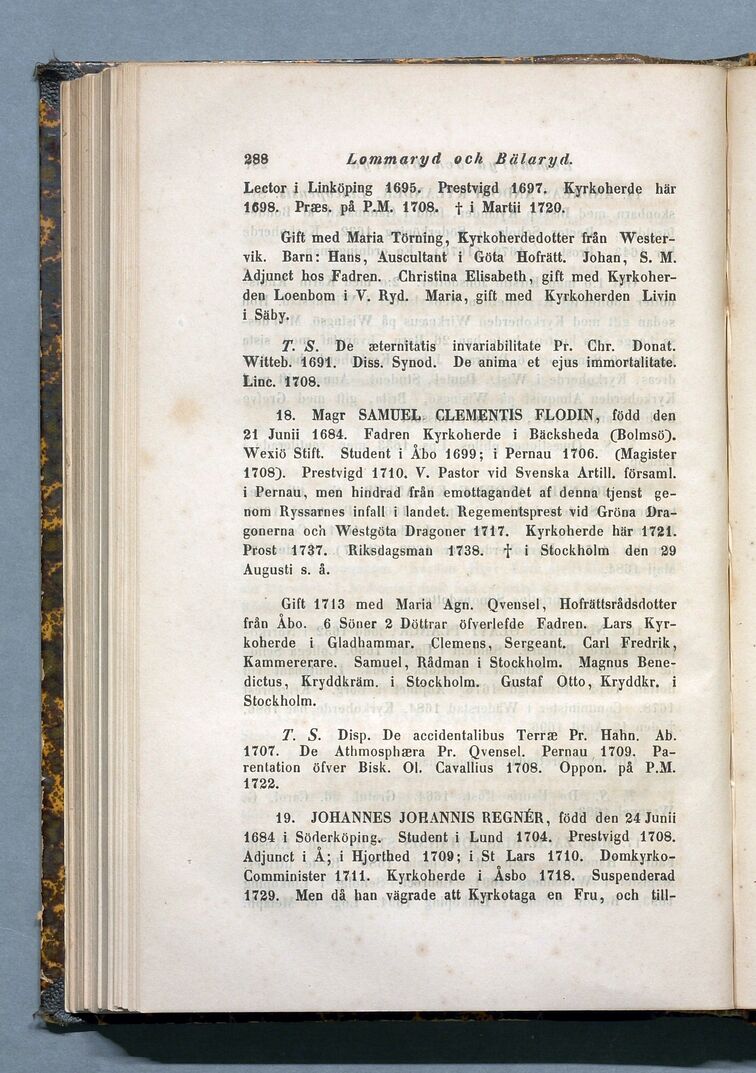 288 Lommaryd och Bälaryd.
Lector i Linköping 1695. Prestvigd 1697. Kyrkoherde här
1698. Præs. på P.M. 1708. † i Martii 1720.
Gift med Maria Törning, Kyrkoherdedotter från Wester-
vik. Barn: Hans, Auscultant i Göta Hofrätt. Johan, S. M.
Adjunct hos Fadren. Christina Elisabeth, gift med Kyrkoher-
den Loenbom i V. Ryd. Maria, gift med Kyrkoherden Livin
i Säby.
T. S. De æternitatis invariabilitate Pr. Chr. Donat.
Witteb. 1691. Diss. Synod. De anima et ejus immortalitate.
Linc. 1708.
18. Magr SAMUEL CLEMENTIS FLODIN, född den
21 Junii 1684. Fadren Kyrkoherde i Bäcksheda (Bolmsö).
Wexiö Stift. Student i Åbo 1699; i Pernau 1706. (Magister
1708). Prestvigd 1710. V. Pastor vid Svenska Artill. församl.
i Pernau, men hindrad från emottagandet af denna tjenst ge-
nom Ryssarnes infall i landet. Regementsprest vid Gröna Dra-
gonerna och Westgöta Dragoner 1717. Kyrkoherde här 1721.
Prost 1737. Riksdagsman 1738. † i Stockholm den 29
Augusti s. å.
Gift 1713 med Maria Agn. Qvensel, Hofrättsrådsdotter
från Åbo. 6 Söner 2 Döttrar öfverlefde Fadren. Lars Kyr-
koherde i Gladhammar. Clemens, Sergeant. Carl Fredrik,
Kammererare. Samuel, Rådman i Stockholm. Magnus Bene-
dictus, Kryddkräm. i Stockholm. Gustaf Otto, Kryddkr. i
Stockholm.
T. S. Disp. De accidentalibus Terræ Pr. Hahn. Ab.
1707. De Athmosphæra Pr. Qvensel. Pernau 1709. Pa-
rentation öfver Bisk. Ol. Cavallius 1708. Oppon. på P.M.
1722.
19. JOHANNES JOHANNIS REGNÉR, född den 24 Junii
1684 i Söderköping. Student i Lund 1704. Prestvigd 1708.
Adjunct i Å; i Hjorthed 1709; i St Lars 1710. Domkyrko-
Comminister 1711. Kyrkoherde i Åsbo 1718. Suspenderad
1729. Men då han vägrade att Kyrkotaga en Fru, och till-